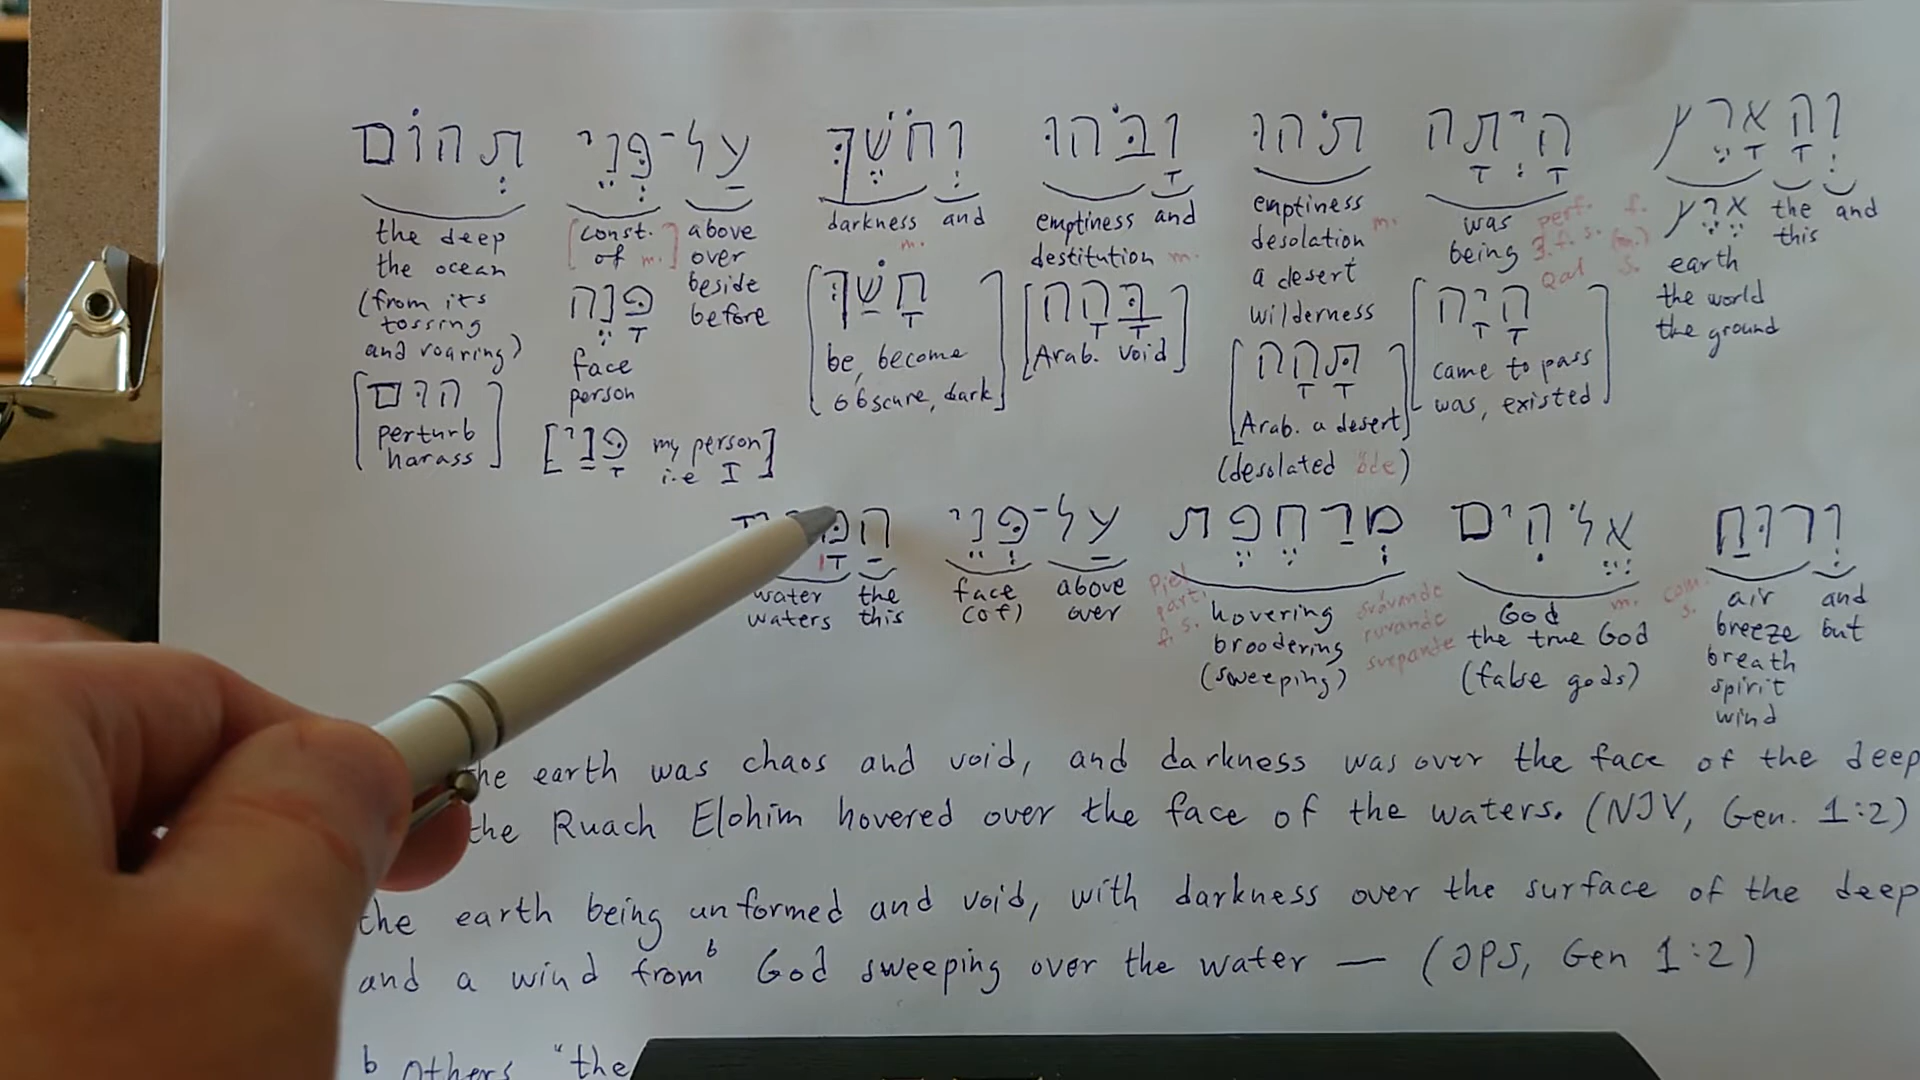 וְהָאָרֶץ הָיְתָה תֹהוּ וָבֹהוּ וְחֹשֶׁךְ עַל־פְּנֵי תְהוֹם
and the this אֶרֶץ earth the world the ground
was being perf. 3.f.s. Qal f. (m.) s.
[הָיָה came to pass was, existed]
emptiness desolation m. a desert wilderness
[תָּהָה Arab. a desert]
(desolated öde)
and emptiness destitution m.
[בָּהָה Arab. void]
and darkness m.
[חָשַׁךְ be, become obscure, dark]
above over beside before
[const. of m.]
פָּנֶה face person
[פָּנַי my person i.e I]
the deep the ocean (from its tossing and roaring)
[הוּם perturb harass]
וְרוּחַ אֱלֹהִים מְרַחֶפֶת עַל־פְּנֵי
and but
air breeze breath spirit wind com. s.
God m. the true God (false gods)
hovering broodering (sweeping) svävande ruvande svepante
Piel part. f. s.
above over
face (of)
the this
water waters
the earth was chaos and void, and darkness was over the face of the deep
the Ruach Elohim hovered over the face of the waters. (NJV, Gen. 1:2)
the earth being unformed and void, with darkness over the surface of the deep
and a wind from b God sweeping over the water — (JPS, Gen 1:2)
b others "the